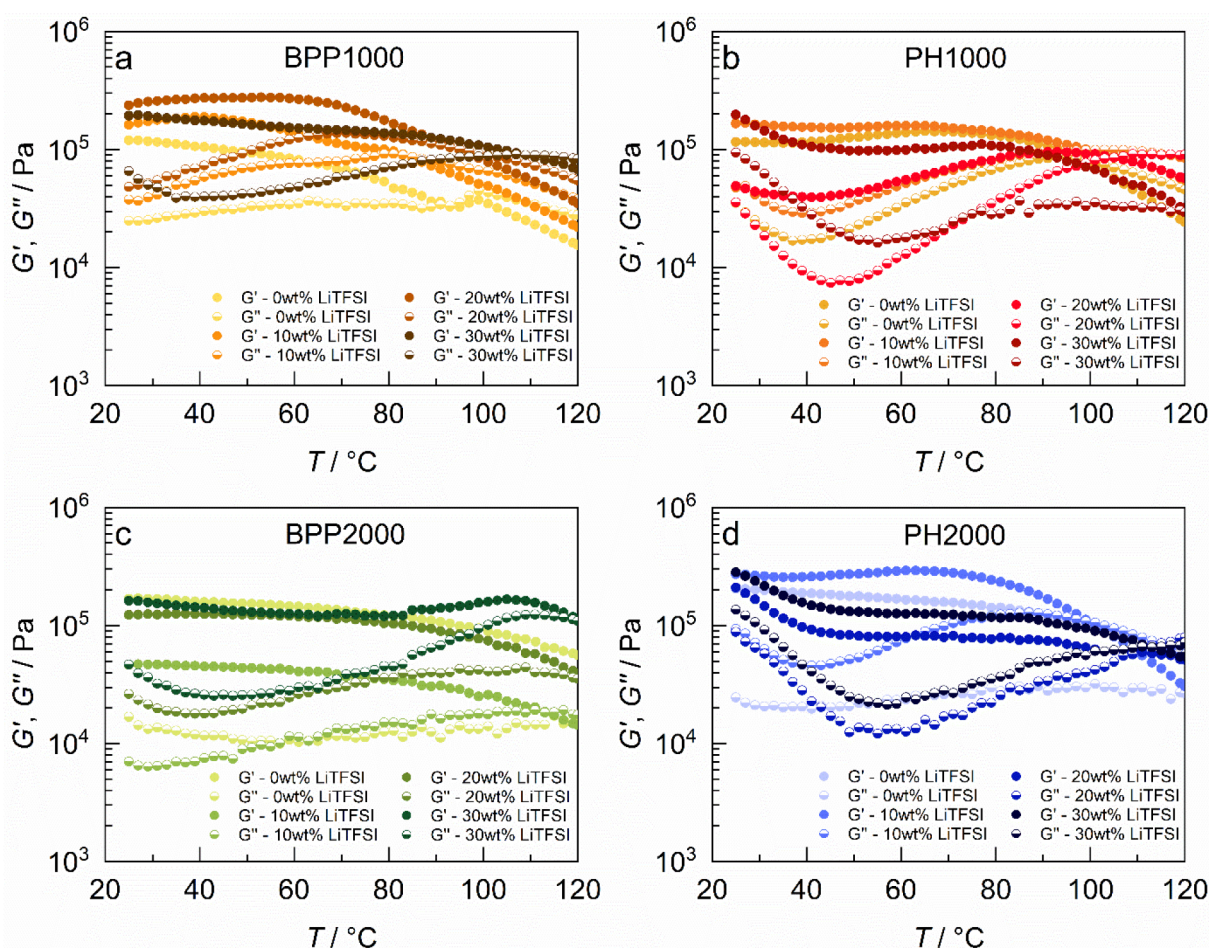 a
BPP1000
10⁶
10⁵
10⁴
10³
G', G" / Pa
G' - 0wt% LiTFSI
G" - 0wt% LiTFSI
G' - 10wt% LiTFSI
G" - 10wt% LiTFSI
G' - 20wt% LiTFSI
G" - 20wt% LiTFSI
G' - 30wt% LiTFSI
G" - 30wt% LiTFSI
20 40 60 80 100 120
T / °C
b
PH1000
10⁶
10⁵
10⁴
10³
G' - 0wt% LiTFSI
G" - 0wt% LiTFSI
G' - 10wt% LiTFSI
G" - 10wt% LiTFSI
G' - 20wt% LiTFSI
G" - 20wt% LiTFSI
G' - 30wt% LiTFSI
G" - 30wt% LiTFSI
20 40 60 80 100 120
T / °C
c
BPP2000
10⁶
10⁵
10⁴
10³
G', G" / Pa
G' - 0wt% LiTFSI
G" - 0wt% LiTFSI
G' - 10wt% LiTFSI
G" - 10wt% LiTFSI
G' - 20wt% LiTFSI
G" - 20wt% LiTFSI
G' - 30wt% LiTFSI
G" - 30wt% LiTFSI
20 40 60 80 100 120
T / °C
d
PH2000
10⁶
10⁵
10⁴
10³
G' - 0wt% LiTFSI
G" - 0wt% LiTFSI
G' - 10wt% LiTFSI
G" - 10wt% LiTFSI
G' - 20wt% LiTFSI
G" - 20wt% LiTFSI
G' - 30wt% LiTFSI
G" - 30wt% LiTFSI
20 40 60 80 100 120
T / °C